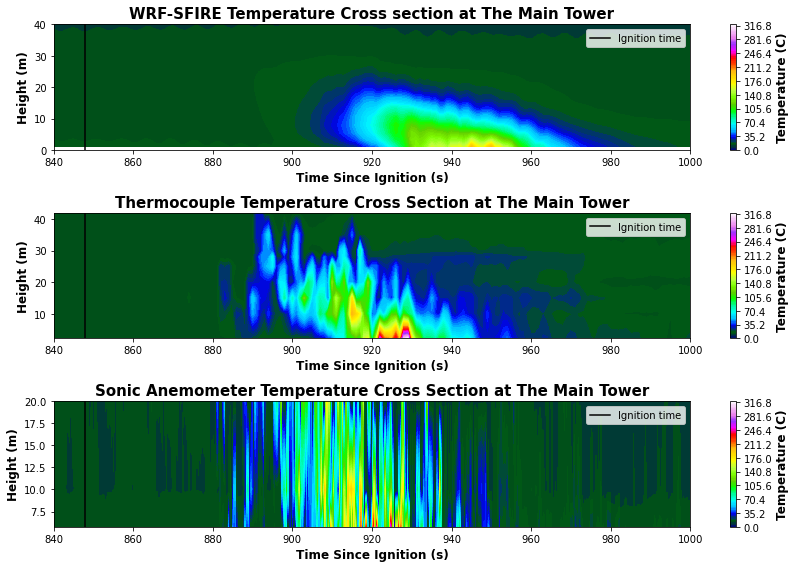 WRF-SFIRE Temperature Cross section at The Main Tower
40
30
20
10
0
Height (m)
Ignition time
840 860 880 900 920 940 960 980 1000
Time Since Ignition (s)
316.8
281.6
246.4
211.2
176.0
140.8
105.6
70.4
35.2
0.0
Temperature (C)
Thermocouple Temperature Cross Section at The Main Tower
40
30
20
10
Height (m)
Ignition time
840 860 880 900 920 940 960 980 1000
Time Since Ignition (s)
316.8
281.6
246.4
211.2
176.0
140.8
105.6
70.4
35.2
0.0
Temperature (C)
Sonic Anemometer Temperature Cross Section at The Main Tower
20.0
17.5
15.0
12.5
10.0
7.5
Height (m)
Ignition time
840 860 880 900 920 940 960 980 1000
Time Since Ignition (s)
316.8
281.6
246.4
211.2
176.0
140.8
105.6
70.4
35.2
0.0
Temperature (C)